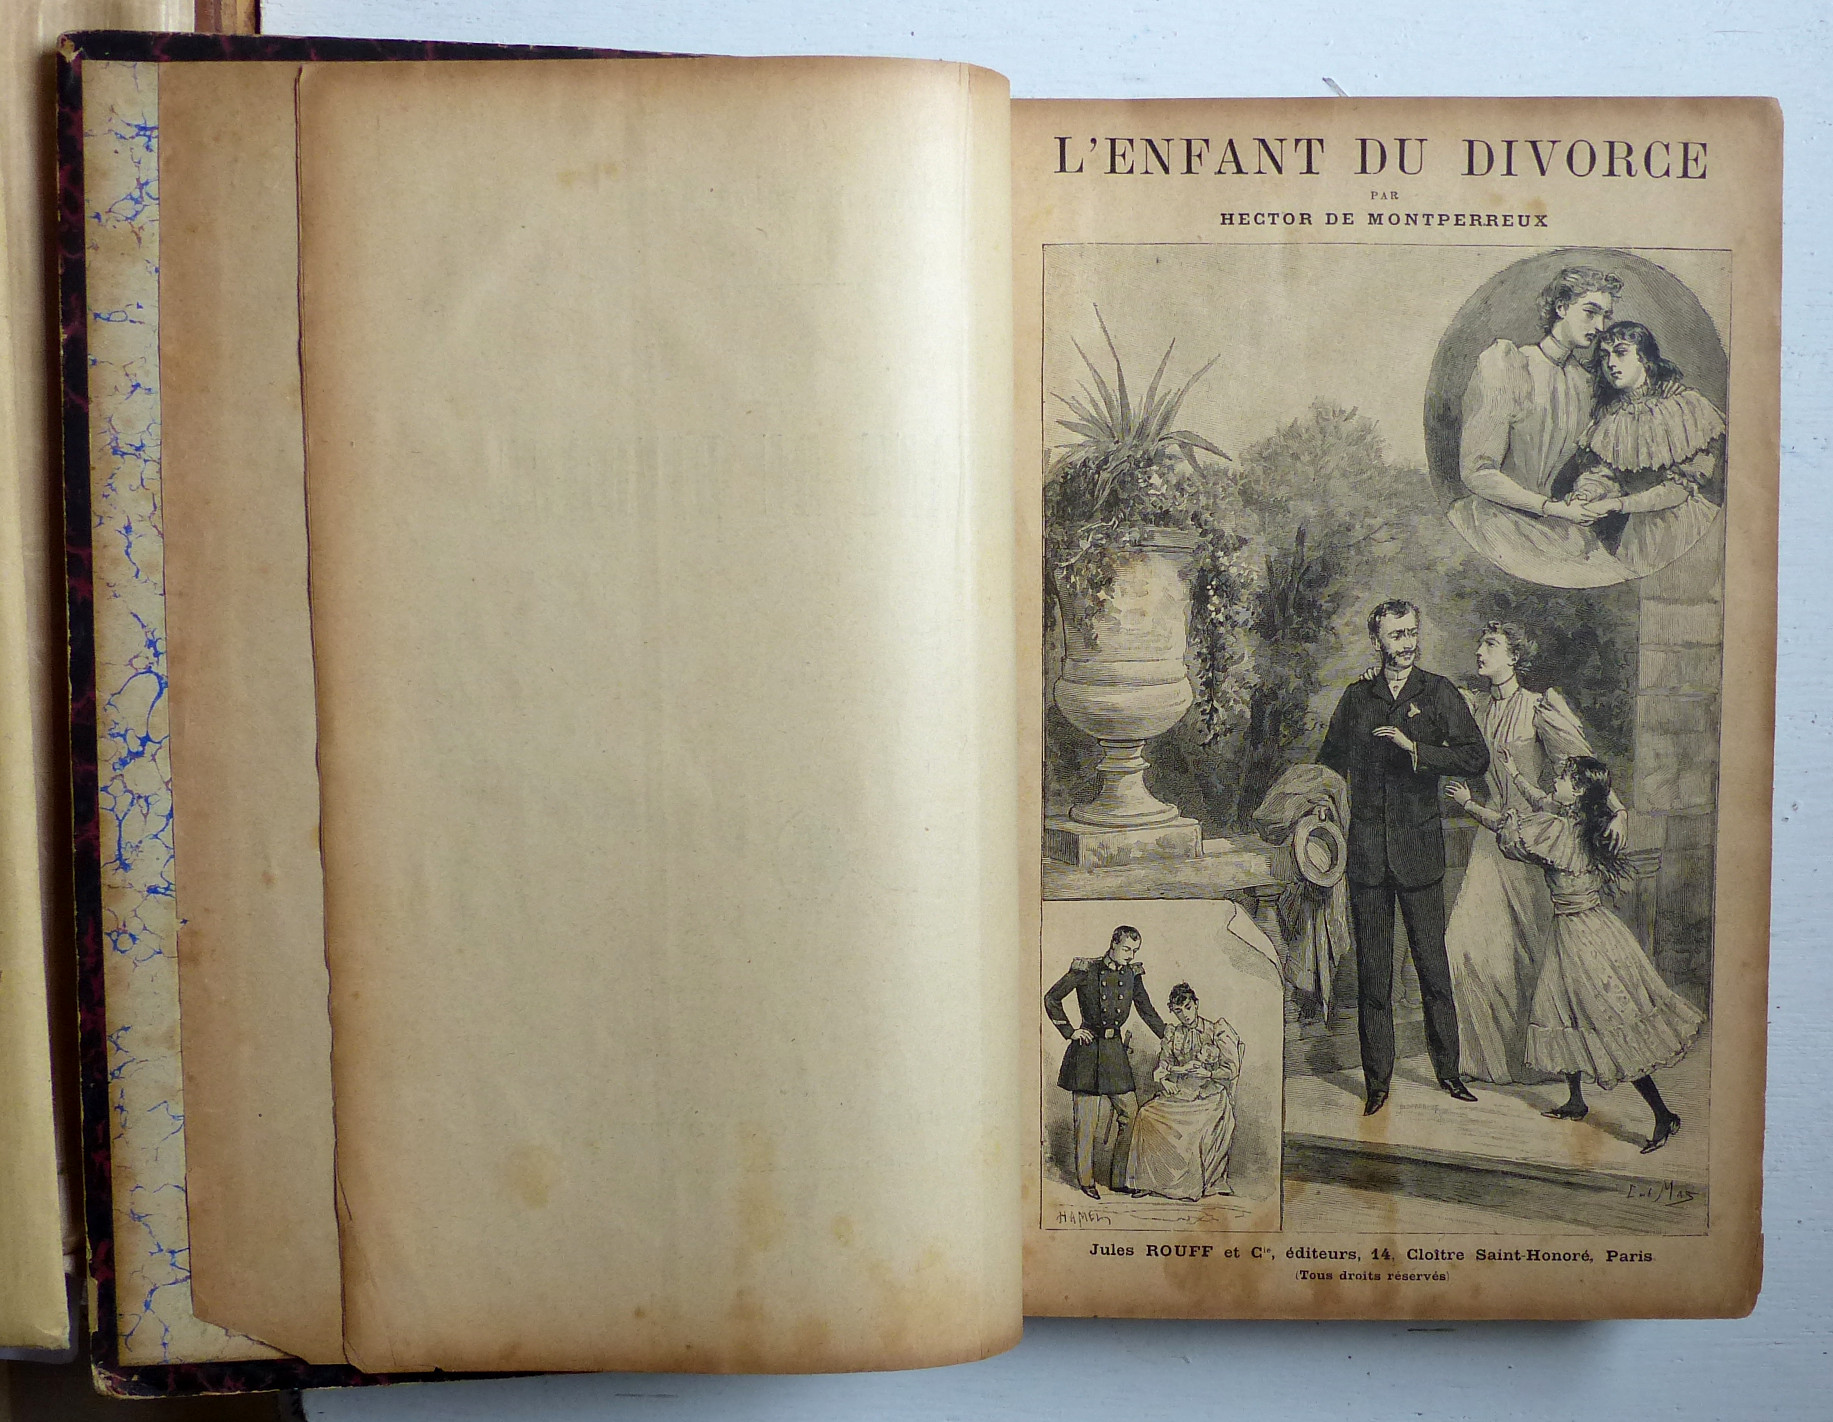 L'ENFANT DU DIVORCE
PAR
HECTOR DE MONTPERREUX
HAMEL
Jules ROUFF et Cie, éditeurs, 14, Cloître Saint-Honoré, Paris
(Tous droits réservés)